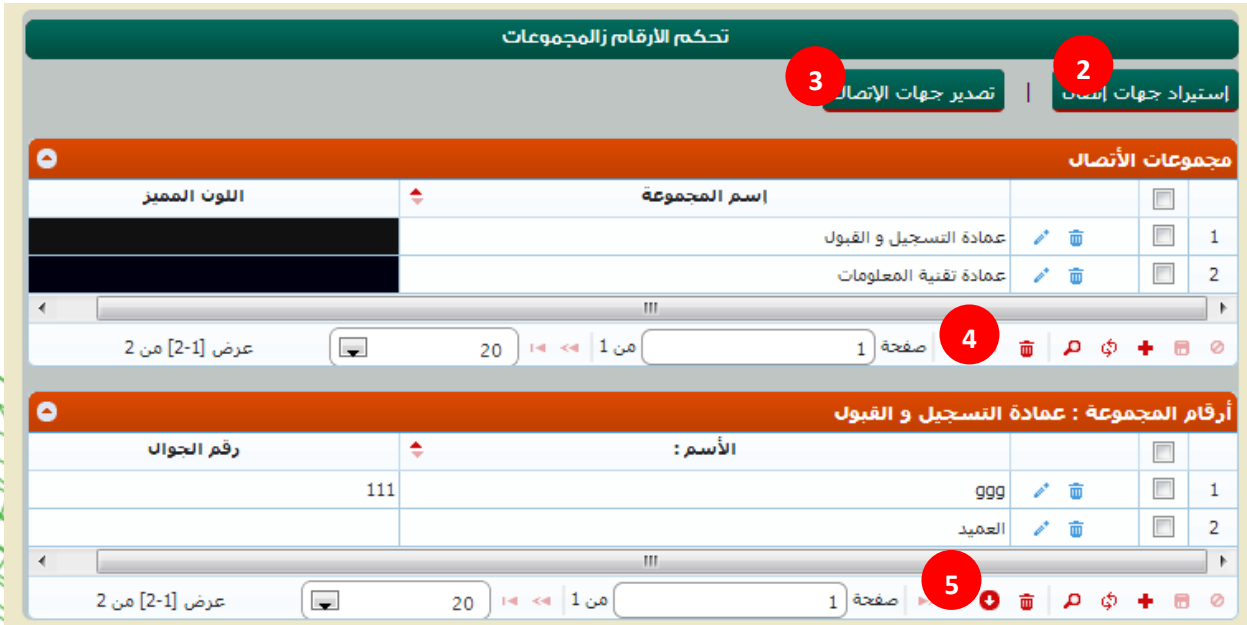 تحكم الارقام زالمجموعات
2
3
إستيراد جهات إتصال | تصدير جهات الإتصال
مجموعات الأتصال
إسم المجموعة اللون المميز
1 عمادة التسجيل و القبول
2 عمادة تقنية المعلومات
4
صفحة 1 من 1 20 عرض [1-2] من 2
أرقام المجموعة : عمادة التسجيل و القبول
الأسم : رقم الجوال
1 ggg 111
2 العميد
5
صفحة 1 من 1 20 عرض [1-2] من 2